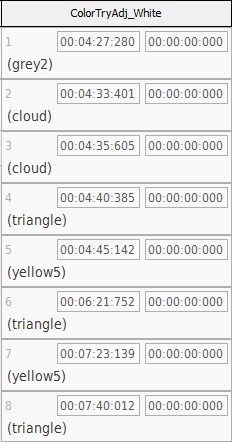 ColorTryAdj_White
1 00:04:27:280 00:00:00:000
(grey2)
2 00:04:33:401 00:00:00:000
(cloud)
3 00:04:35:605 00:00:00:000
(cloud)
4 00:04:40:385 00:00:00:000
(triangle)
5 00:04:45:142 00:00:00:000
(yellow5)
6 00:06:21:752 00:00:00:000
(triangle)
7 00:07:23:139 00:00:00:000
(yellow5)
8 00:07:40:012 00:00:00:000
(triangle)